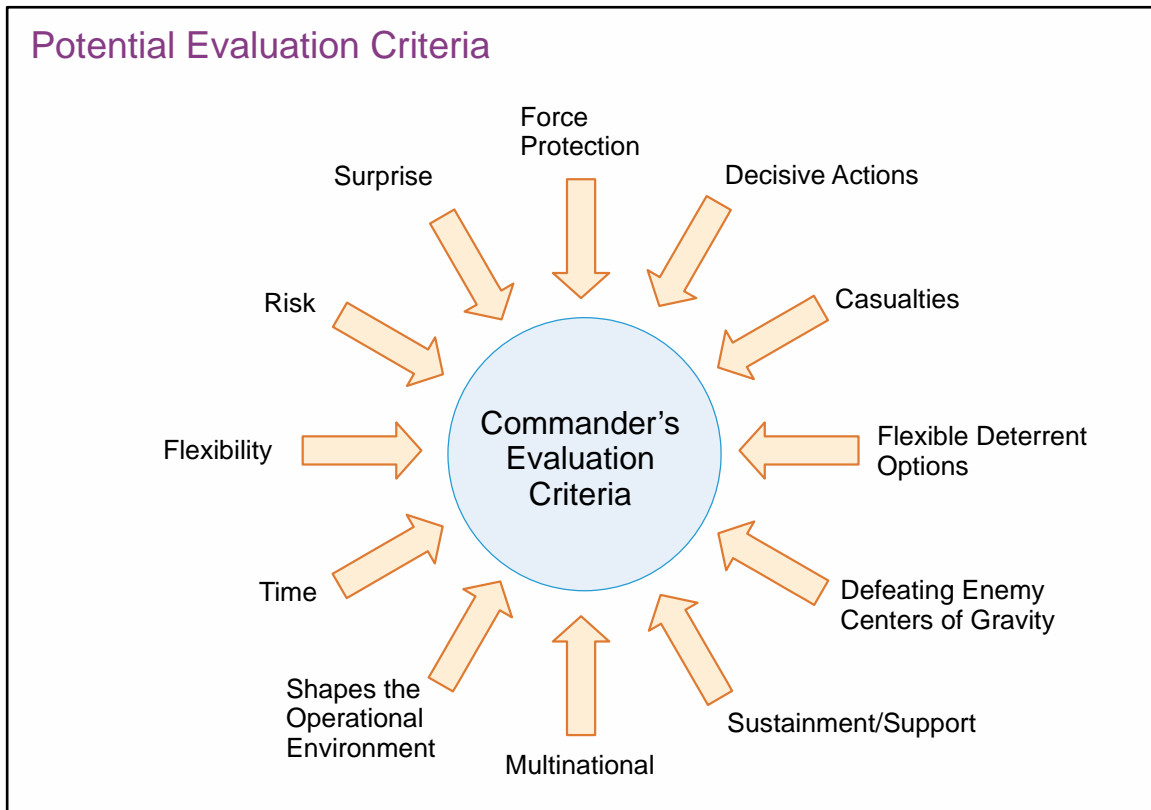 Potential Evaluation Criteria
Force
Protection
Surprise
Decisive Actions
Risk
Casualties
Commander’s
Evaluation
Criteria
Flexibility
Flexible Deterrent
Options
Time
Defeating Enemy
Centers of Gravity
Shapes the
Operational
Environment
Sustainment/Support
Multinational